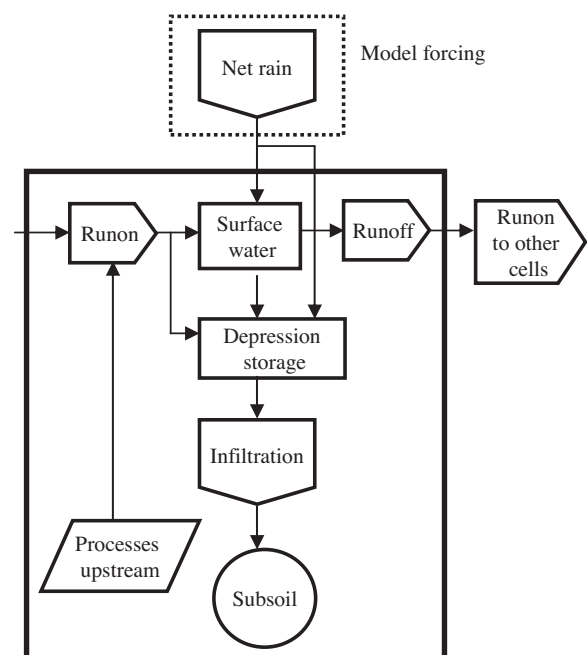 Net rain
Model forcing
Runon
Surface
water
Runoff
Runon
to other
cells
Depression
storage
Infiltration
Processes
upstream
Subsoil